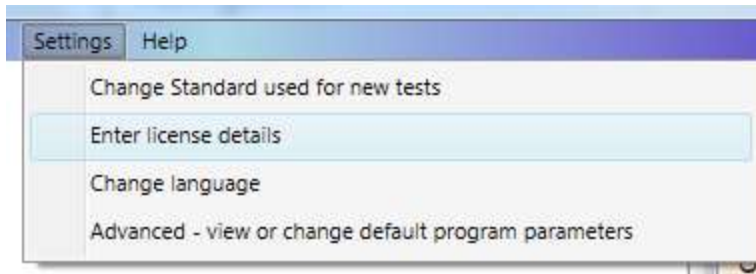 Settings Help
Change Standard used for new tests
Enter license details
Change language
Advanced - view or change default program parameters